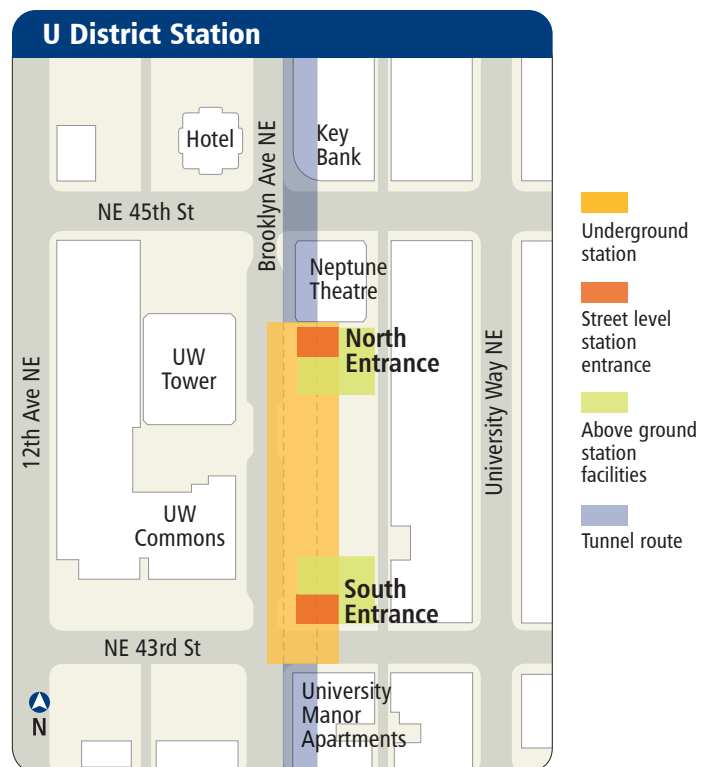 U District Station
Hotel
Key
Bank
Brooklyn Ave NE
NE 45th St
Neptune
Theatre
Underground
station
North
Entrance
Street level
station
entrance
UW
Tower
12th Ave NE
University Way NE
Above ground
station
facilities
UW
Commons
Tunnel route
South
Entrance
NE 43rd St
University
Manor
Apartments
N